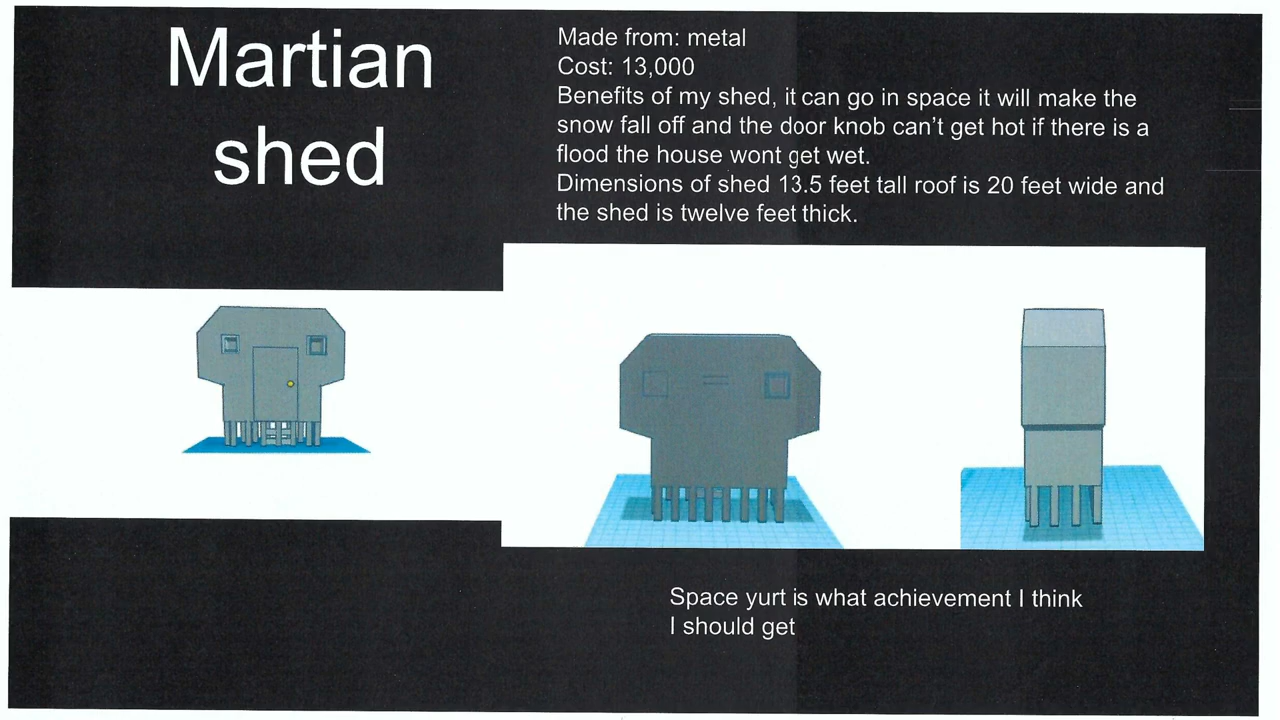 Martian
shed
Made from: metal
Cost: 13,000
Benefits of my shed, it can go in space it will make the
snow fall off and the door knob can't get hot if there is a
flood the house wont get wet.
Dimensions of shed 13.5 feet tall roof is 20 feet wide and
the shed is twelve feet thick.
Space yurt is what achievement I think
I should get